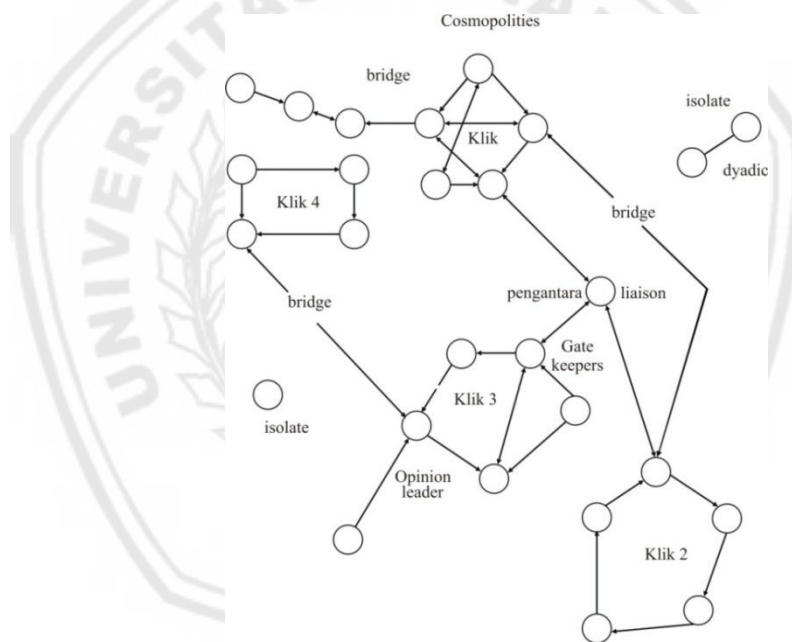 Cosmopolities
bridge
isolate
Klik
dyadic
Klik 4
bridge
bridge
pengantara
liaison
Gate
keepers
Klik 3
isolate
Opinion
leader
Klik 2
UNIVERSITAS